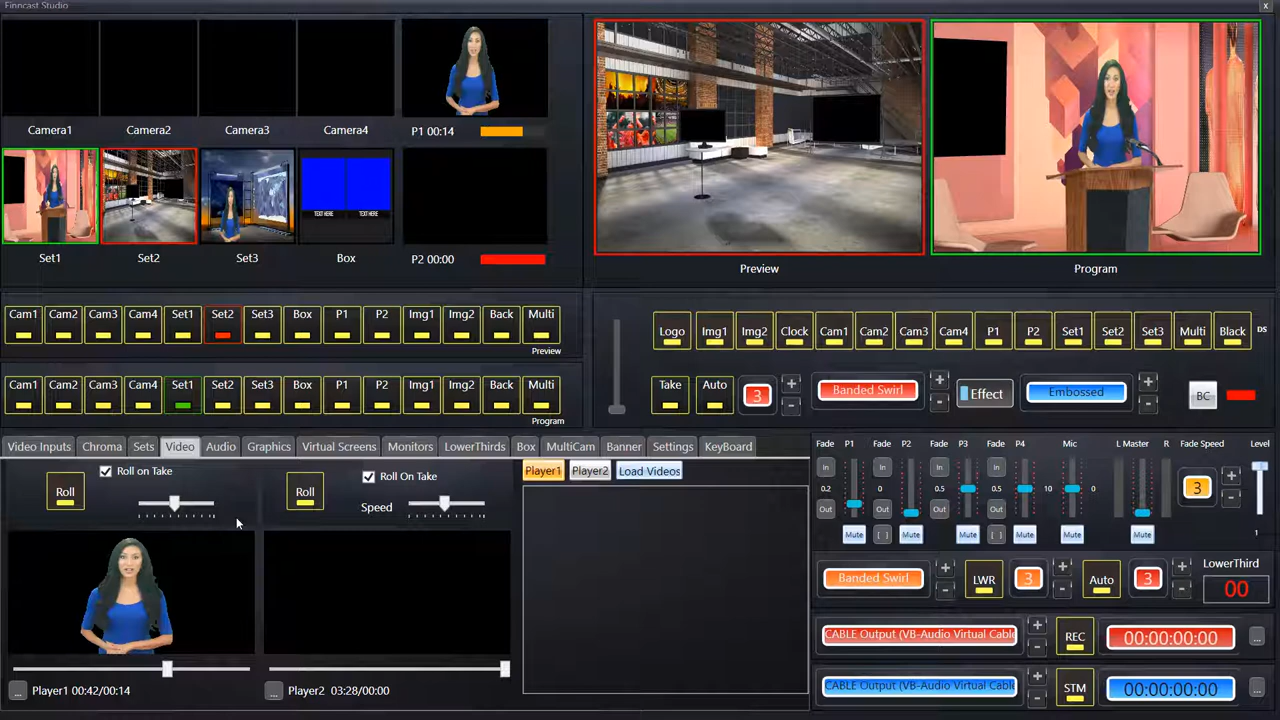 Finncast Studio
x
Camera1 Camera2 Camera3 Camera4 P1 00:14
TEXT HERE TEXT HERE
Set1 Set2 Set3 Box P2 00:00
Preview Program
Cam1 Cam2 Cam3 Cam4 Set1 Set2 Set3 Box P1 P2 Img1 Img2 Back Multi
Preview
Logo Img1 Img2 Clock Cam1 Cam2 Cam3 Cam4 P1 P2 Set1 Set2 Set3 Multi Black DS
Cam1 Cam2 Cam3 Cam4 Set1 Set2 Set3 Box P1 P2 Img1 Img2 Back Multi
Program
Take Auto 3 + - Banded Swirl + - Effect Embossed + - BC
Video Inputs Chroma Sets Video Audio Graphics Virtual Screens Monitors LowerThirds Box MultiCam Banner Settings KeyBoard
Roll Roll on Take
Roll Roll On Take
Speed
Player1 Player2 Load Videos
... Player1 00:42/00:14
... Player2 03:28/00:00
Fade P1 Fade P2 Fade P3 Fade P4 Mic L Master R Fade Speed Level
In In In In
0.2 0 0.5 0.5 10 0 3 + -
Out Out Out Out 1
Mute [ ] Mute Mute [ ] Mute Mute Mute
LowerThird
Banded Swirl + - LWR 3 + - Auto 3 + - 00
CABLE Output (VB-Audio Virtual Cable + - REC 00:00:00:00 ...
CABLE Output (VB-Audio Virtual Cable + - STM 00:00:00:00 ...